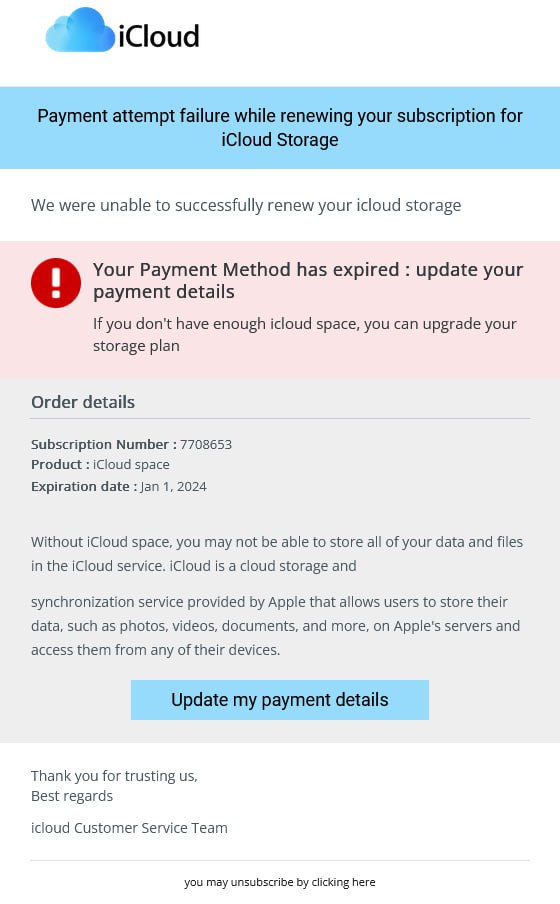 iCloud
Payment attempt failure while renewing your subscription for
iCloud Storage
We were unable to successfully renew your icloud storage
Your Payment Method has expired : update your
payment details
If you don't have enough icloud space, you can upgrade your
storage plan
Order details
Subscription Number : 7708653
Product : iCloud space
Expiration date : Jan 1, 2024
Without iCloud space, you may not be able to store all of your data and files
in the iCloud service. iCloud is a cloud storage and
synchronization service provided by Apple that allows users to store their
data, such as photos, videos, documents, and more, on Apple's servers and
access them from any of their devices.
Update my payment details
Thank you for trusting us,
Best regards
icloud Customer Service Team
you may unsubscribe by clicking here